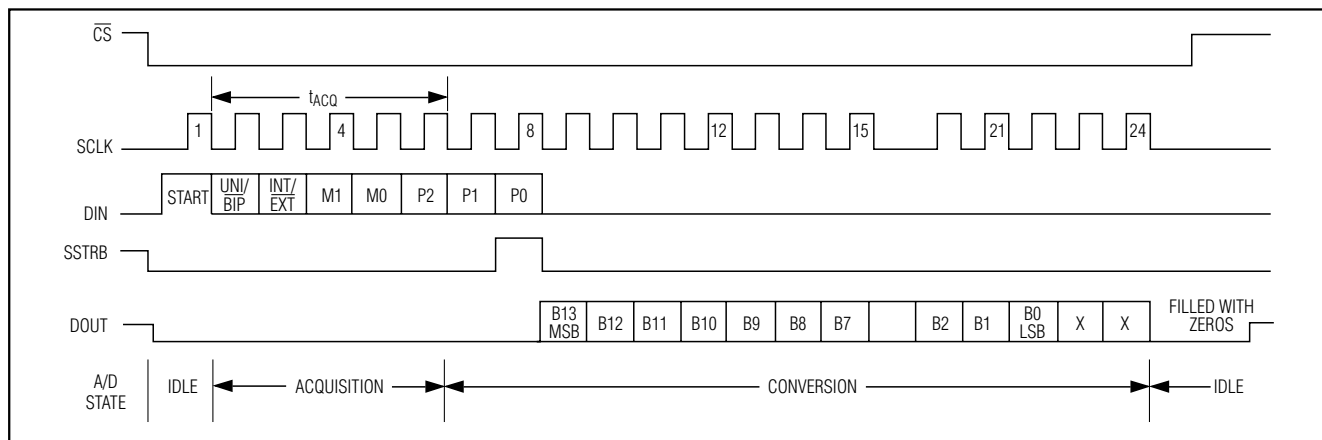 CS
tACQ
SCLK 1 4 8 12 15 21 24
DIN START UNI/ BIP INT/ EXT M1 M0 P2 P1 P0
SSTRB
DOUT B13 MSB B12 B11 B10 B9 B8 B7 B2 B1 B0 LSB X X FILLED WITH ZEROS
A/D STATE IDLE ACQUISITION CONVERSION IDLE